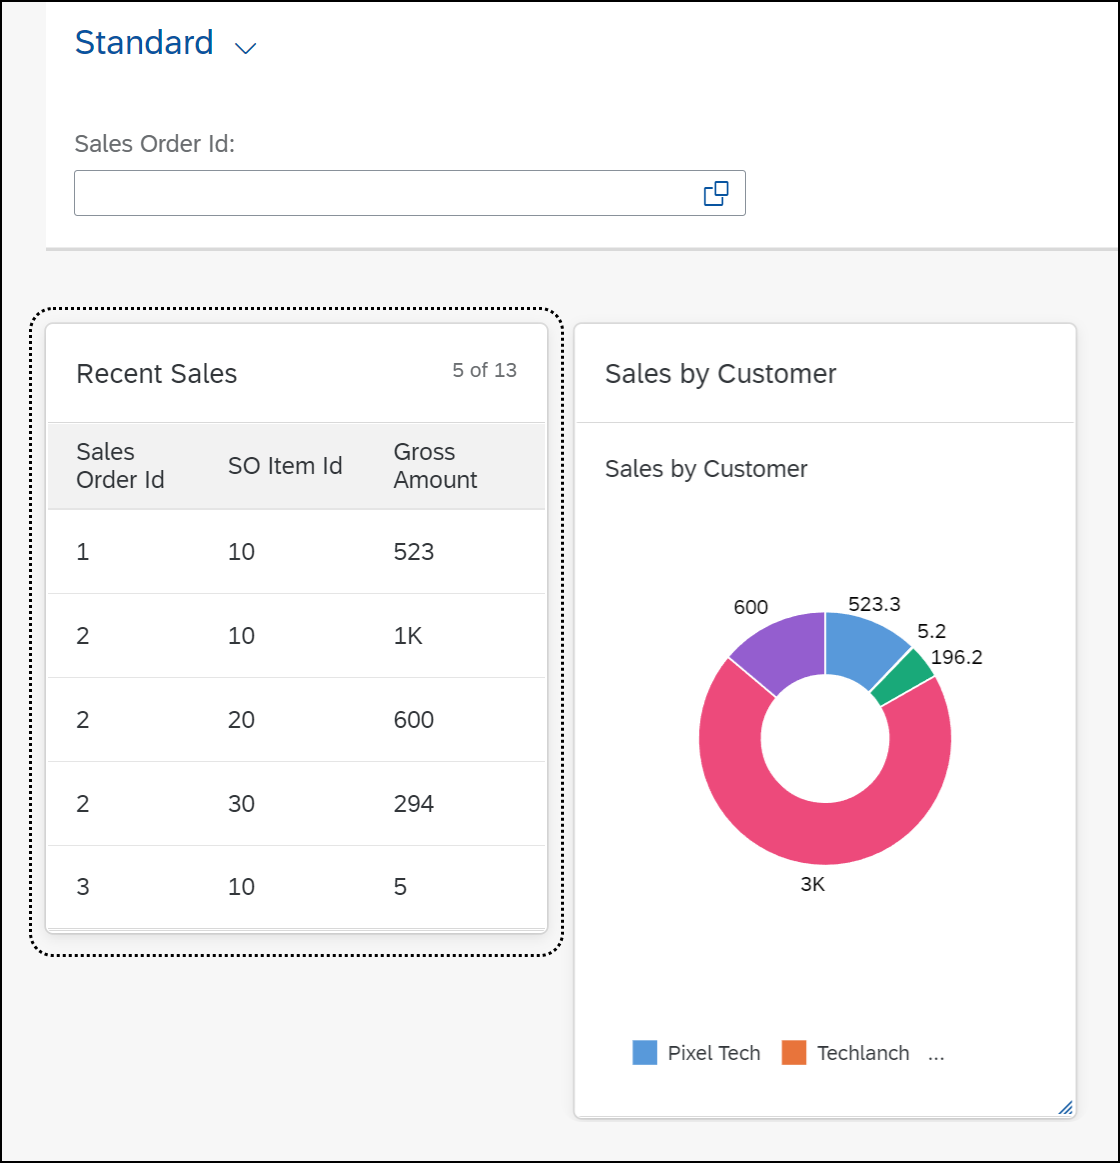 Standard
Sales Order Id:
Recent Sales
5 of 13
Sales Order Id
SO Item Id
Gross Amount
1 10 523
2 10 1K
2 20 600
2 30 294
3 10 5
Sales by Customer
Sales by Customer
600
523.3
5.2
196.2
3K
Pixel Tech
Techlanch
...